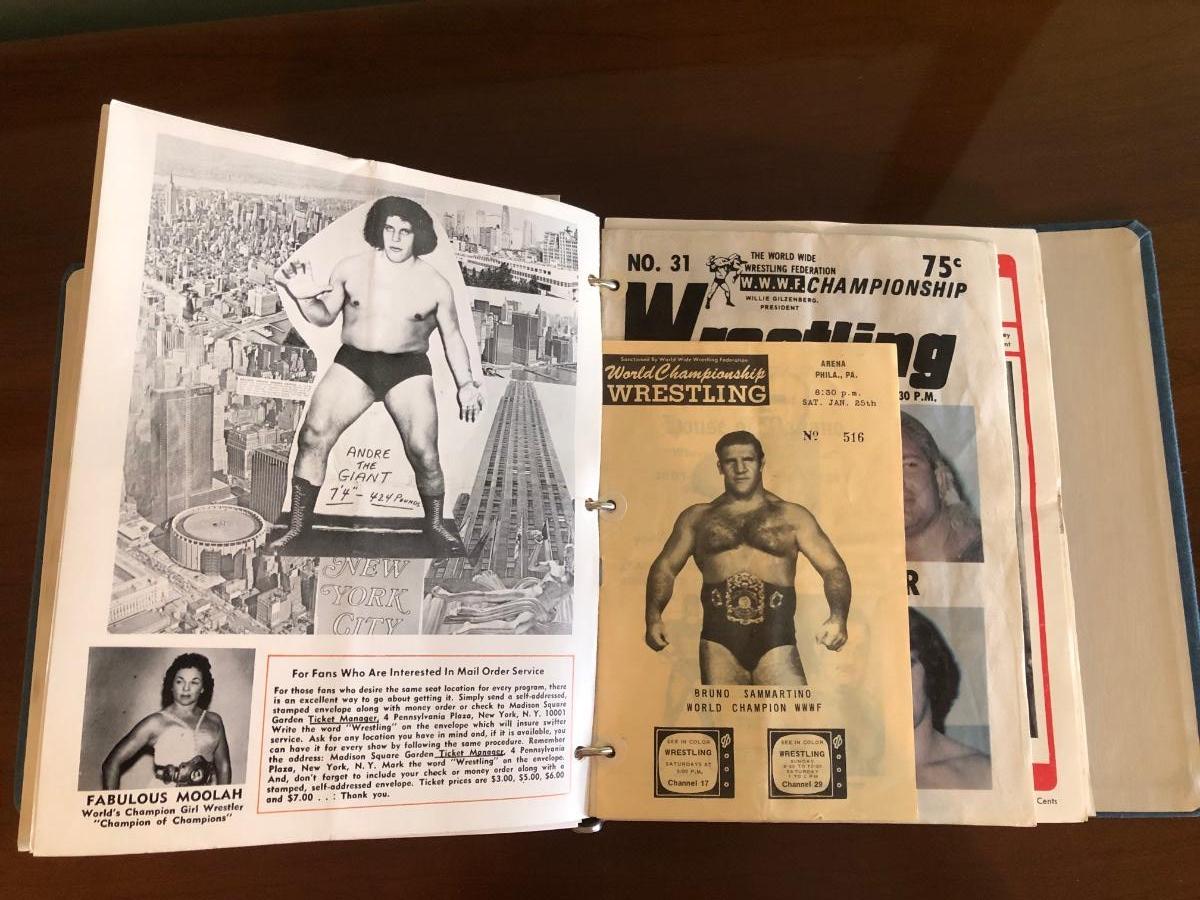 ANDRE
THE
GIANT
7'4" - 424 POUNDS
NEW
YORK
CITY
FABULOUS MOOLAH
World's Champion Girl Wrestler
"Champion of Champions"
For Fans Who Are Interested In Mail Order Service
For those fans who desire the same seat location for every program, there
is an excellent way to go about getting it. Simply send a self-addressed,
stamped envelope along with money order or check to Madison Square
Garden Ticket Manager, 4 Pennsylvania Plaza, New York, N. Y. 10001
Write the word "Wrestling" on the envelope which will insure swifter
service. Ask for any location you have in mind and, if it is available, you
can have it for every show by following the same procedure. Remember
the address: Madison Square Garden Ticket Manager, 4 Pennsylvania
Plaza, New York, N. Y. Mark the word "Wrestling" on the envelope.
And, don't forget to include your check or money order along with a
stamped, self-addressed envelope. Ticket prices are $3.00, $5.00, $6.00
and $7.00 . . : Thank you.
NO. 31
THE WORLD WIDE
WRESTLING FEDERATION
W.W.W.F. CHAMPIONSHIP
WILLIE GILZENBERG,
PRESIDENT
75¢
Wrestling
30 P.M.
R
Sanctioned By World Wide Wrestling Federation
World Championship
WRESTLING
ARENA
PHILA., PA.
8:30 p.m.
SAT. JAN. 25th
Nº 516
BRUNO SAMMARTINO
WORLD CHAMPION WWWF
SEE IN COLOR
WRESTLING
SATURDAYS AT
5:00 P.M.
Channel 17
SEE IN COLOR
WRESTLING
SUNDAY
SATURDAY
Channel 29
Cents